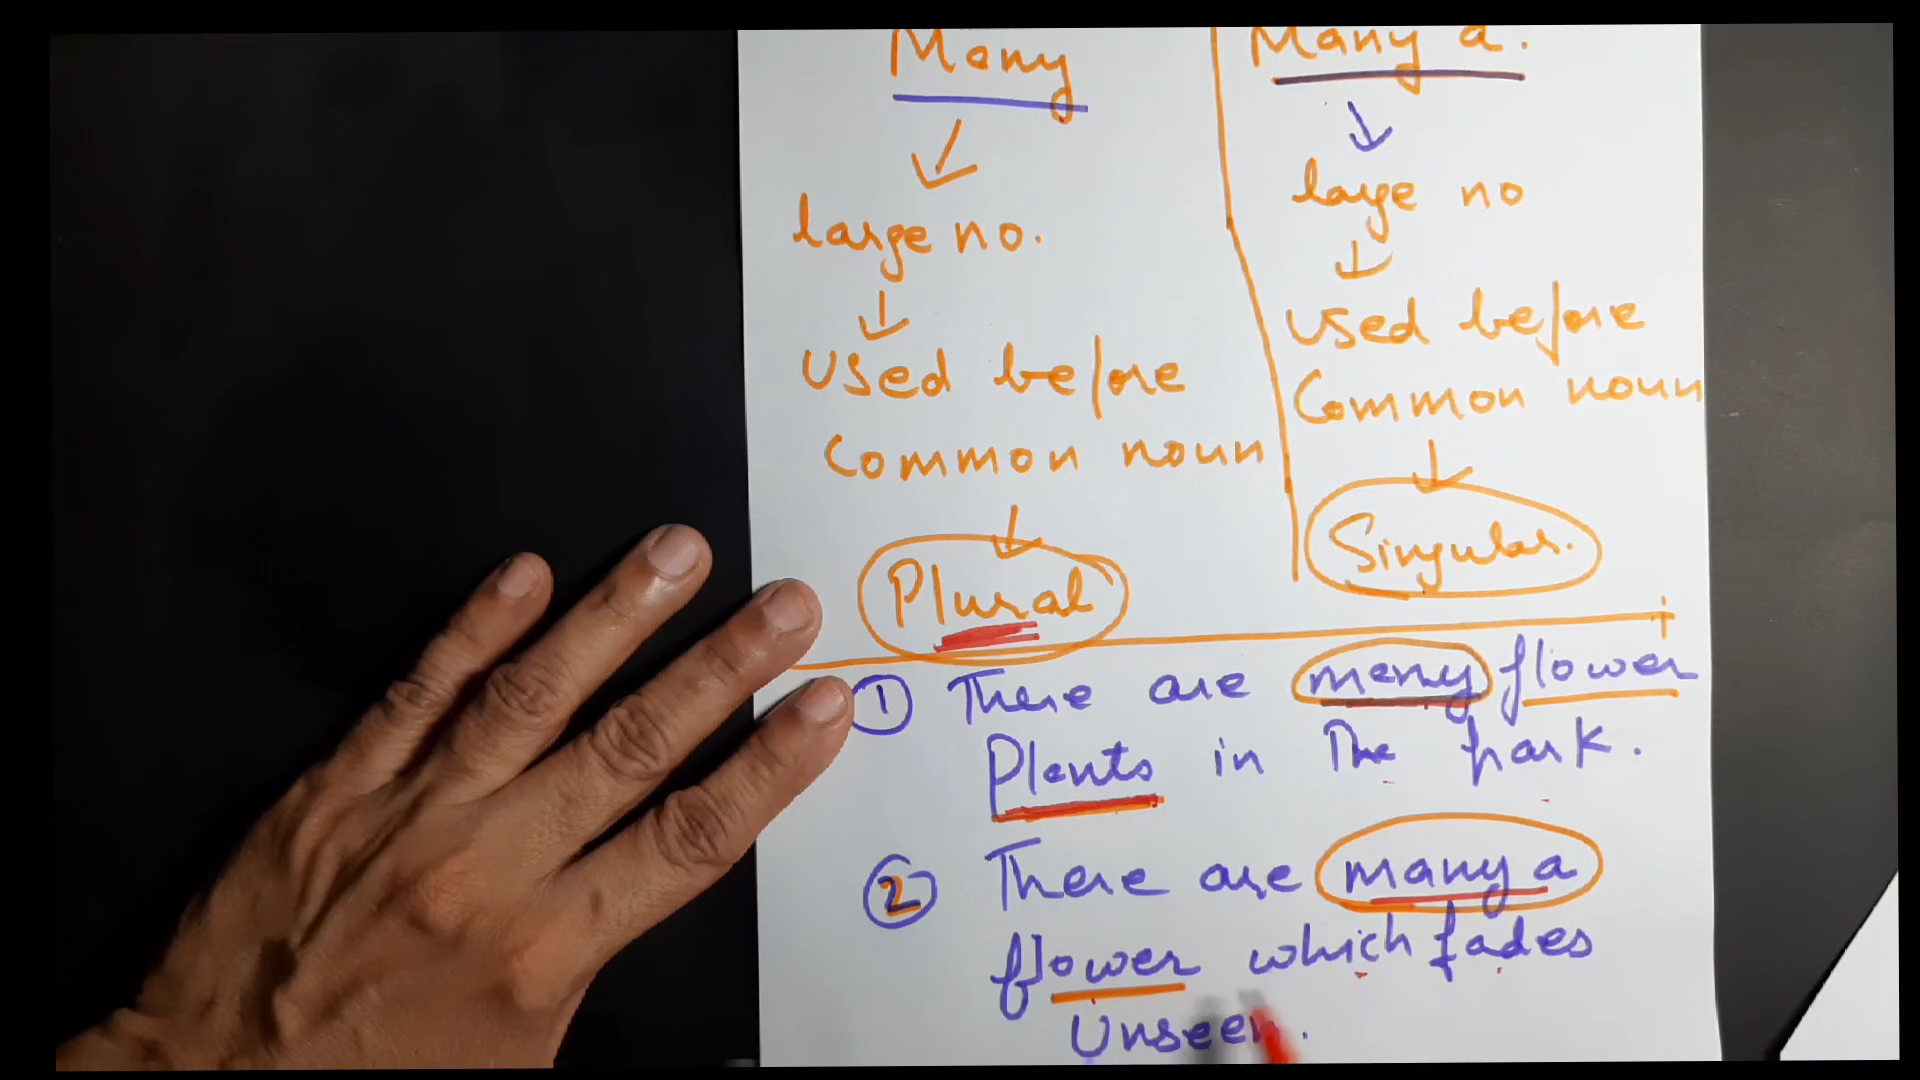 Many
large no.
Used before
Common noun
Plural
Many a.
large no
Used before
Common noun
Singular.
① There are many flower
Plants in The park.
② There are many a
flower which fades
Unseen.